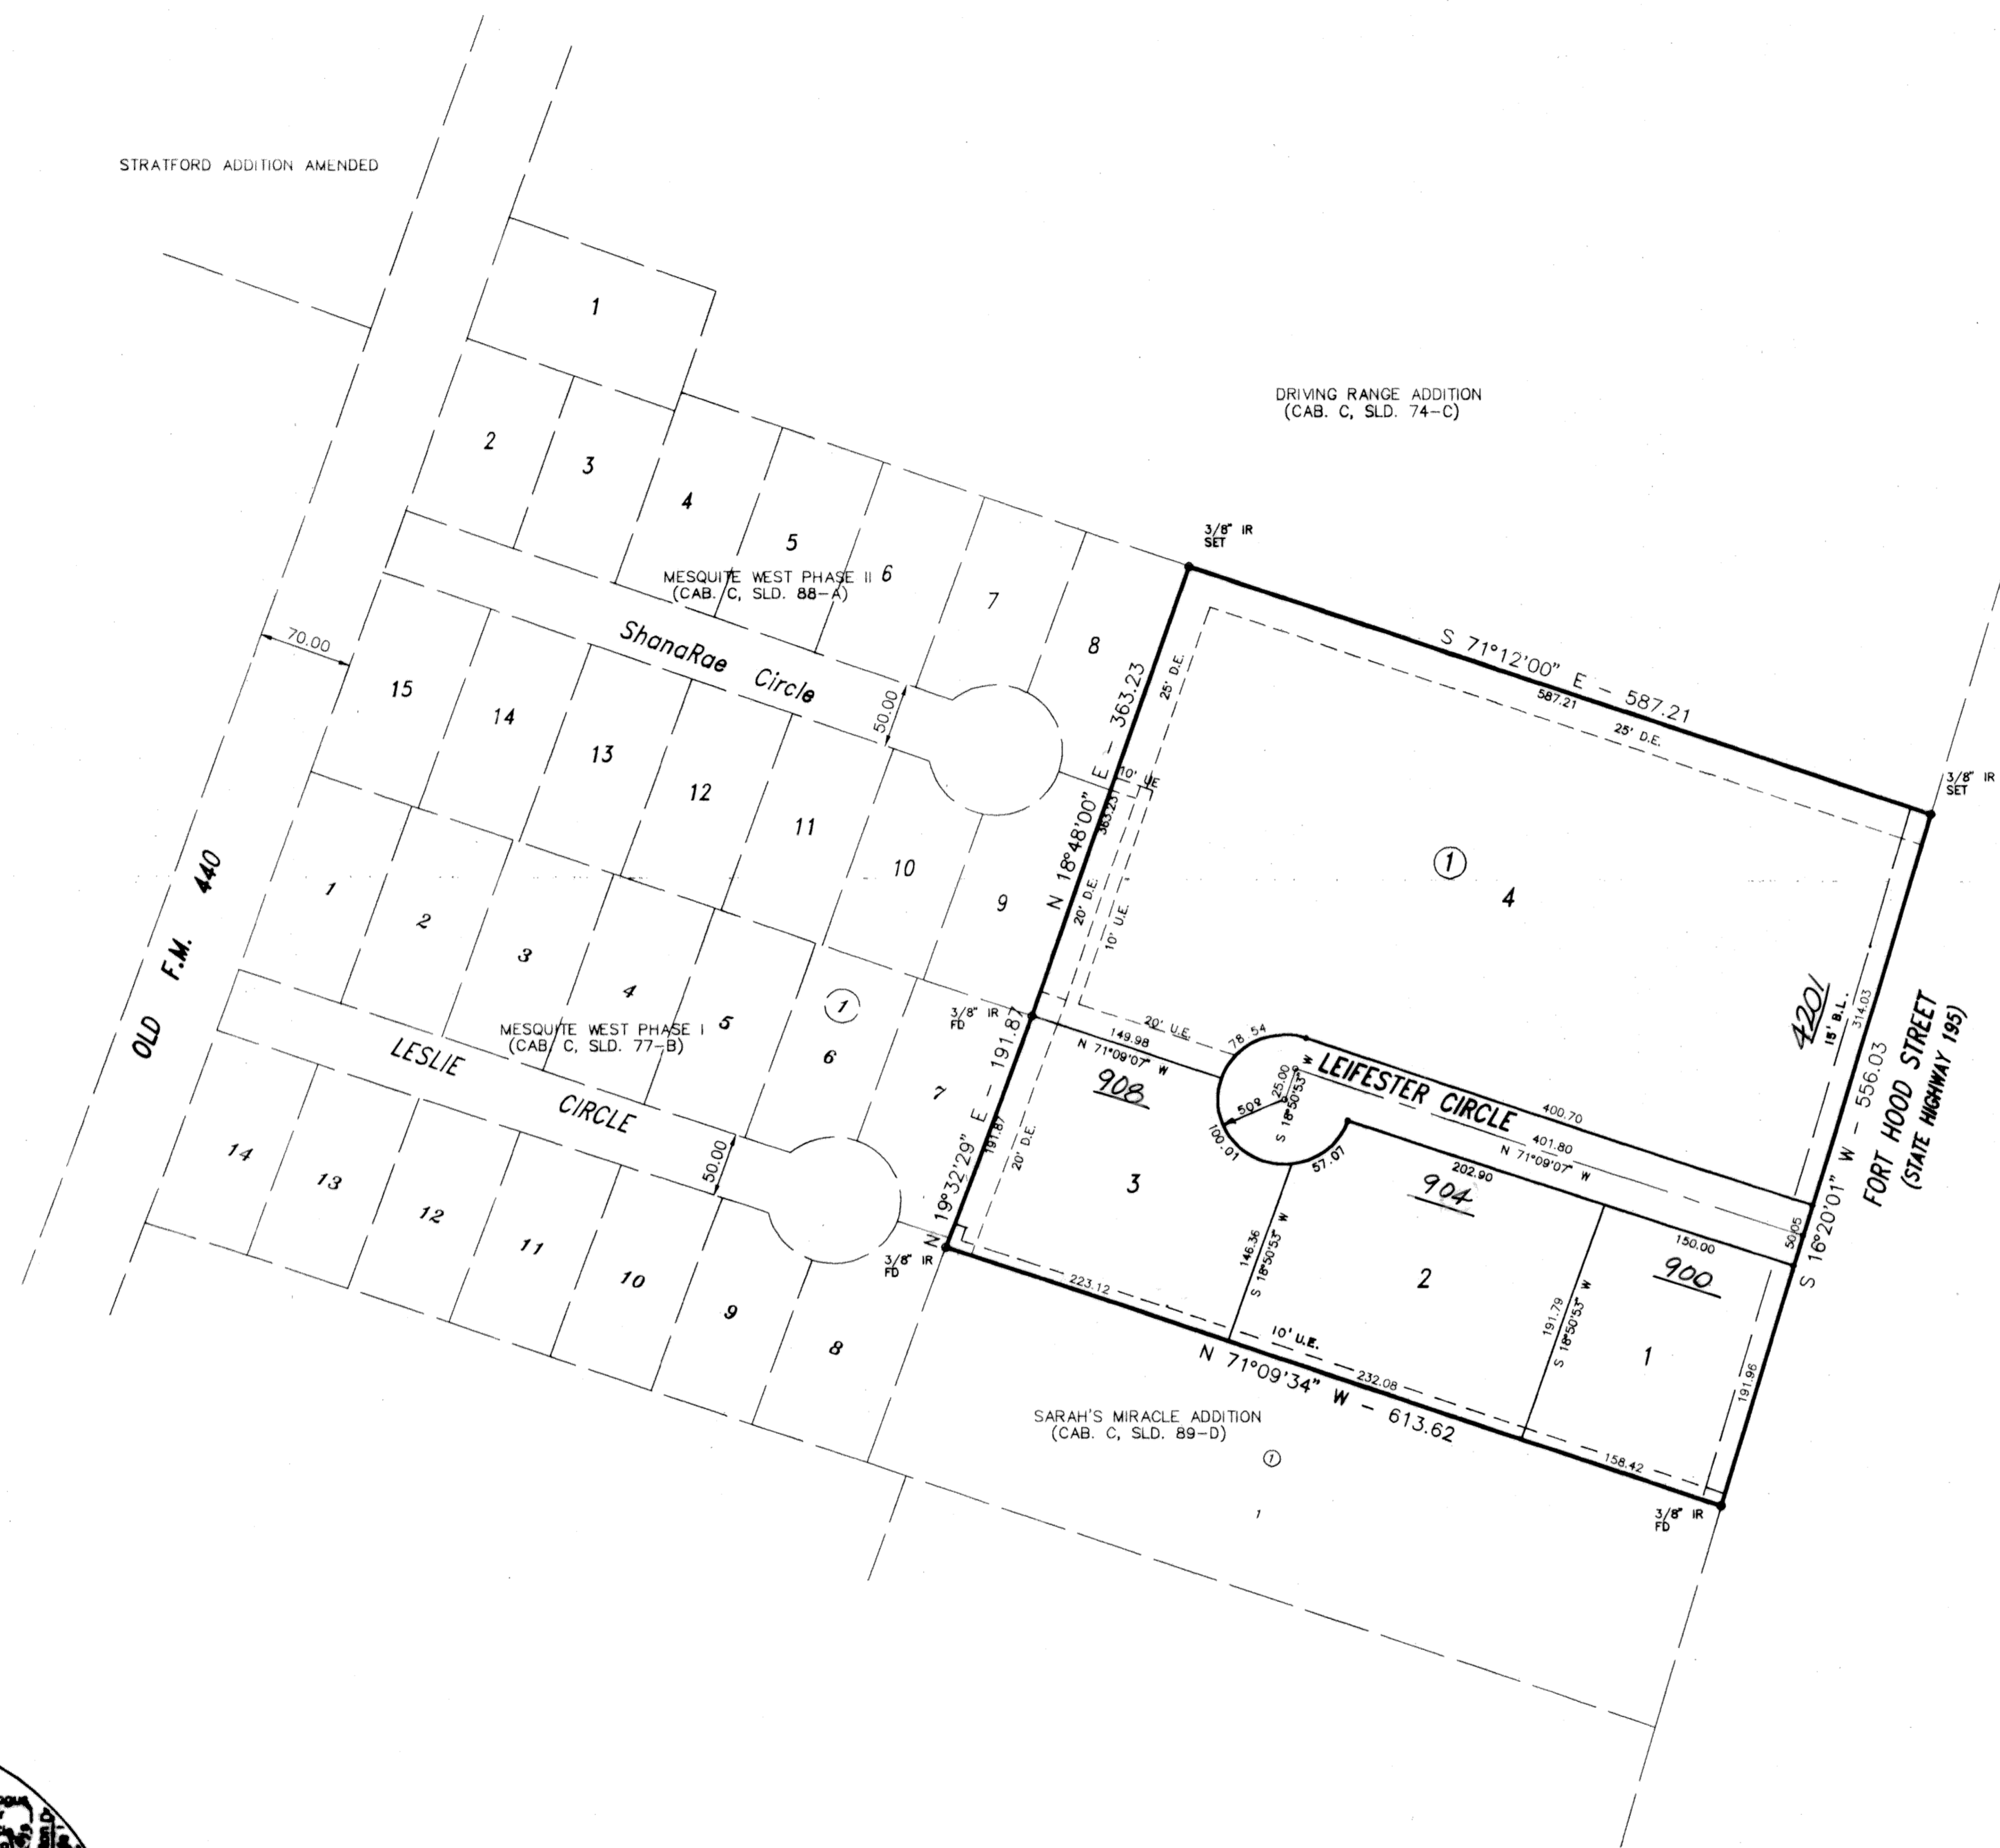 STRATFORD ADDITION AMENDED
1
2
3
4
5
6
7
8
DRIVING RANGE ADDITION
(CAB. C, SLD. 74-C)
3/8" IR
SET
MESQUITE WEST PHASE II
(CAB. C, SLD. 88-A)
ShanaRae Circle
70.00
50.00
15
14
13
12
11
10
9
S 71°12'00" E - 587.21
587.21
25' D.E.
25' D.E.
N 18°48'00" E - 363.23
363.23
10' UE
20' D.E.
10' U.E.
3/8" IR
SET
1
4
4201
15' B.L.
314.03
S 16°20'01" W - 556.03
FORT HOOD STREET
(STATE HIGHWAY 195)
OLD F.M. 440
1
2
3
4
5
6
7
1
MESQUITE WEST PHASE I
(CAB. C, SLD. 77-B)
LESLIE CIRCLE
50.00
14
13
12
11
10
9
8
3/8" IR
FD
N 19°32'29" E - 191.87
191.87
20' D.E.
20' U.E.
149.98
N 71°09'07" W
908
78.54
25.00
S 18°50'53" W
50
100.01
57.07
LEIFESTER CIRCLE
400.70
401.80
N 71°09'07" W
202.90
904
150.00
50.05
900
3
146.36
S 18°50'53" W
2
191.79
S 18°50'53" W
1
191.96
3/8" IR
FD
223.12
10' U.E.
232.08
N 71°09'34" W - 613.62
158.42
3/8" IR
FD
SARAH'S MIRACLE ADDITION
(CAB. C, SLD. 89-D)
1
1